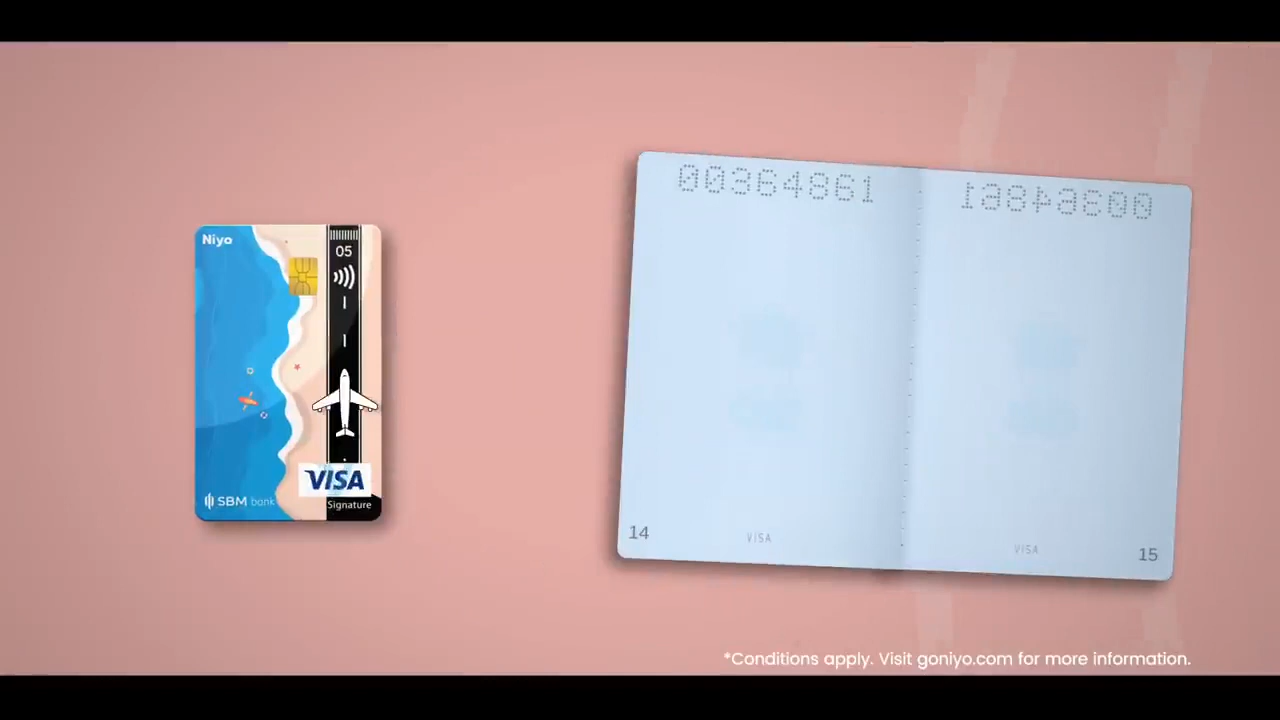 Niyo
05
SBM bank
VISA
Signature
00364861
00364861
14
VISA
VISA
15
*Conditions apply. Visit goniyo.com for more information.